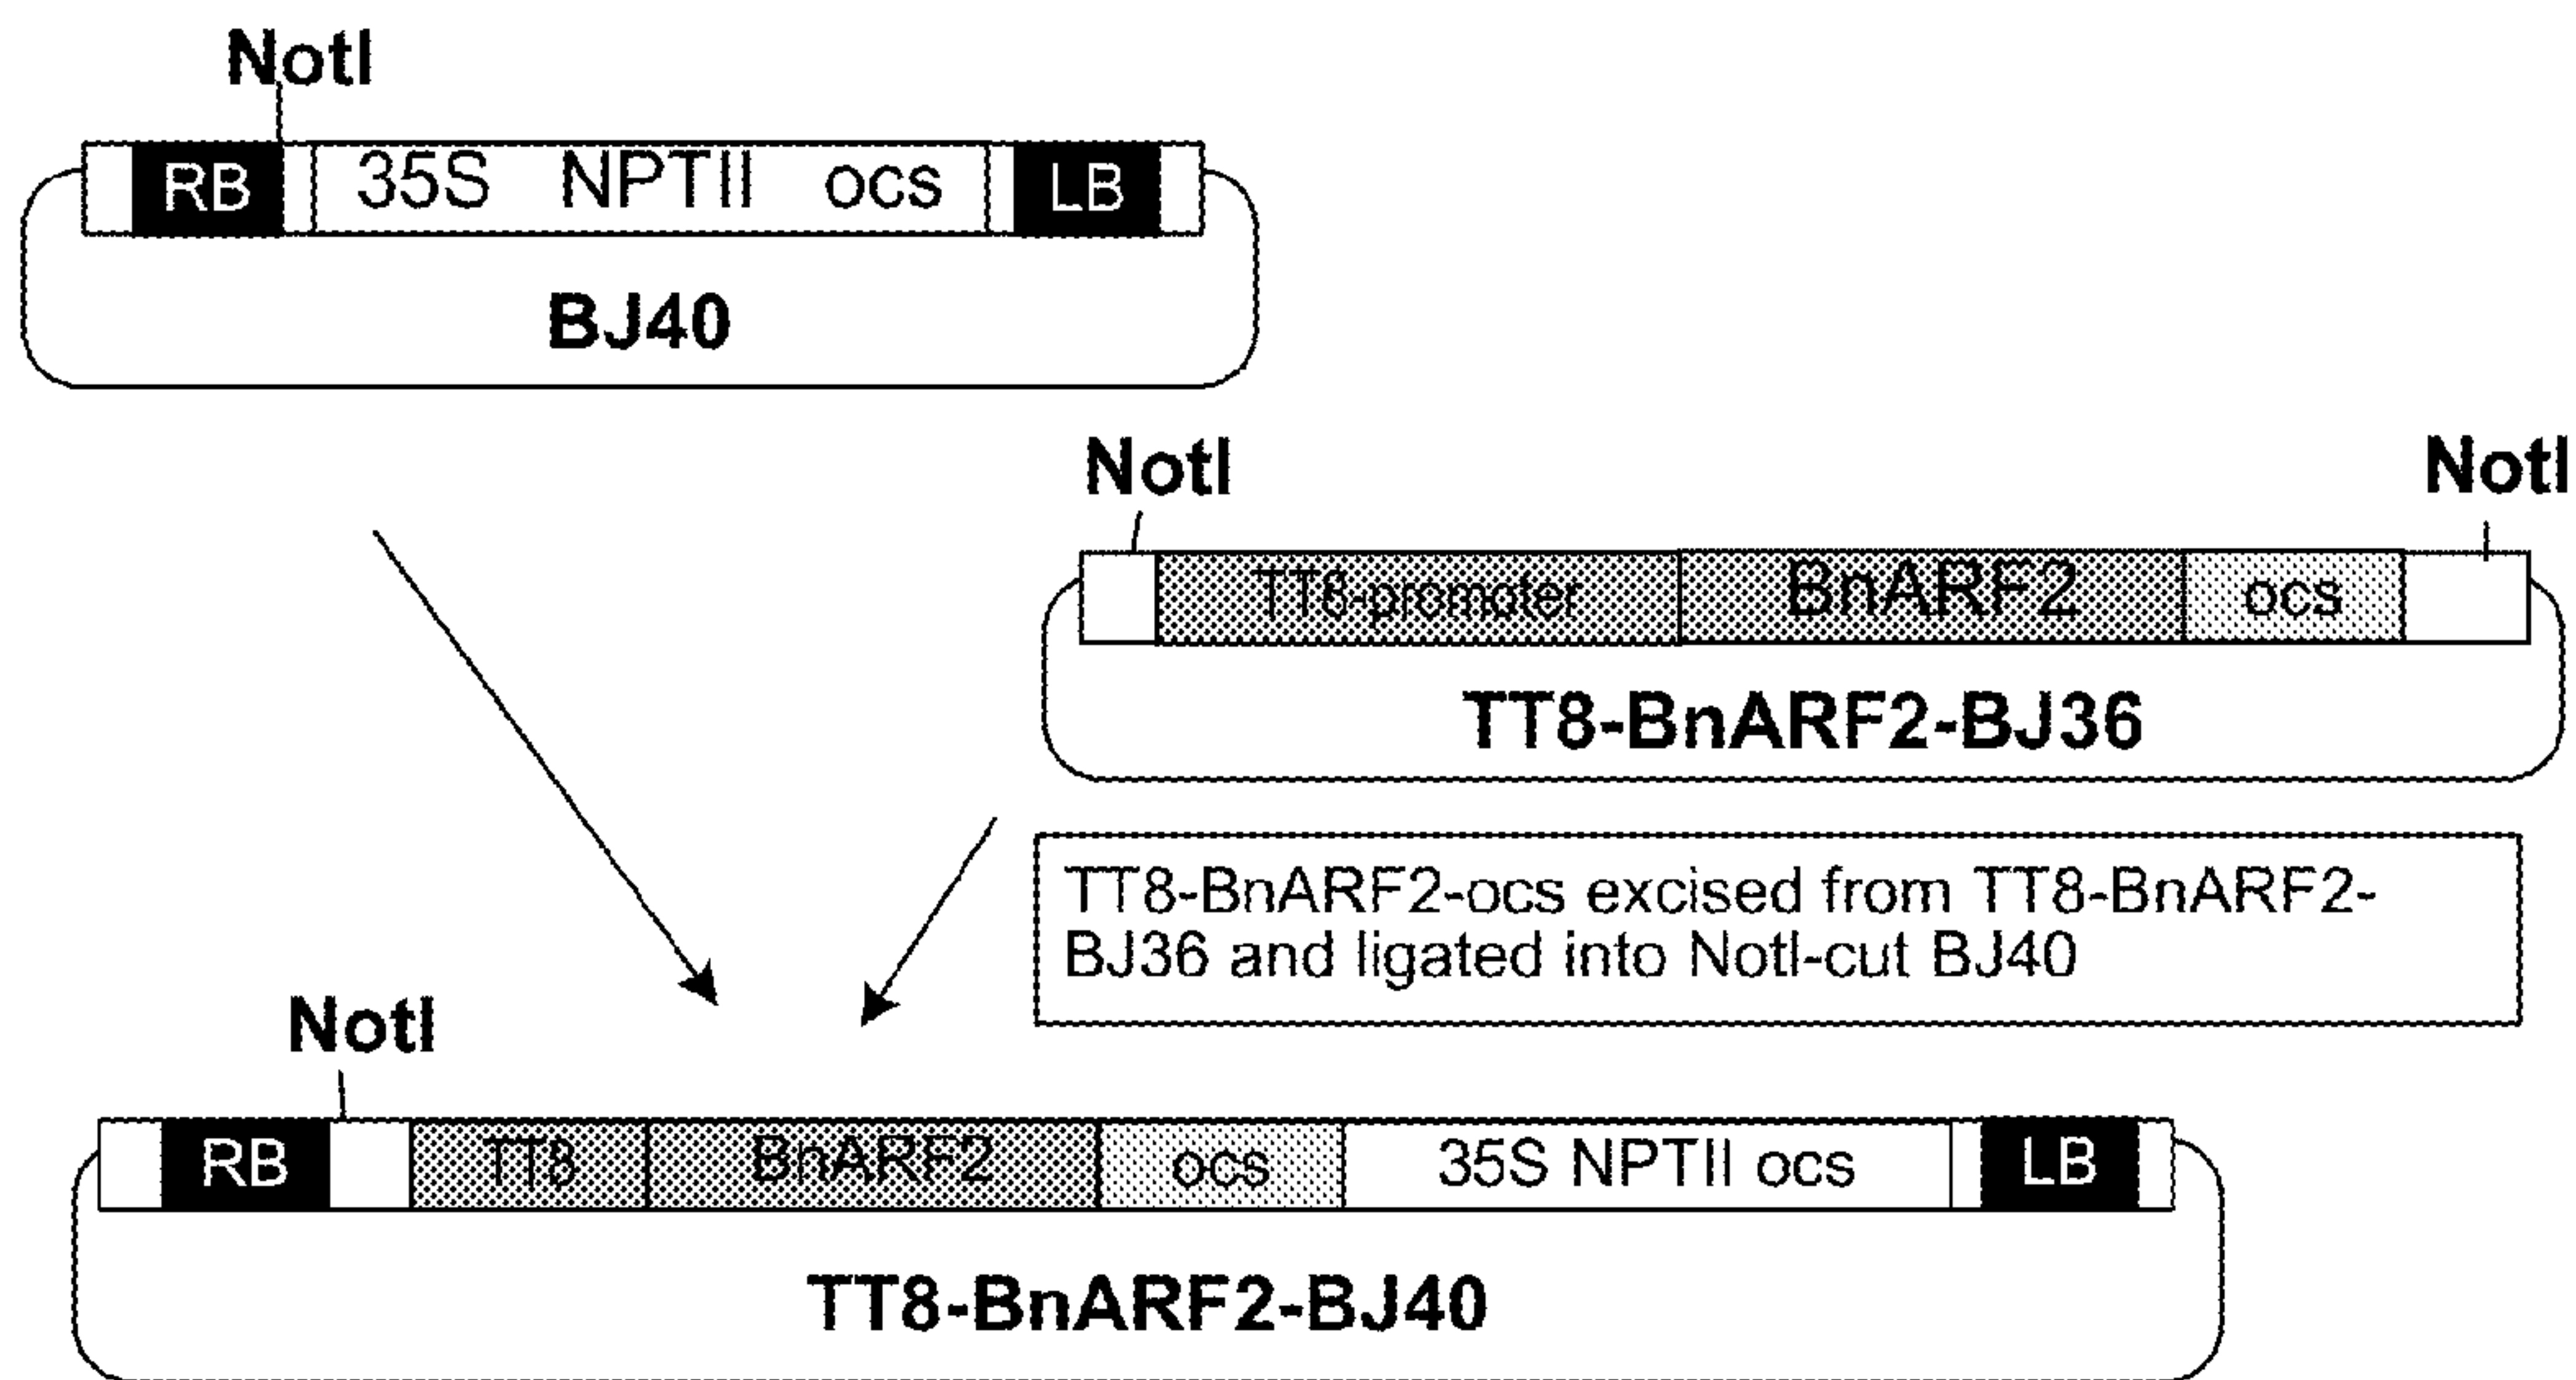 NotI
RB 35S NPTII ocs LB
BJ40
NotI NotI
TT8-promoter BnARF2 ocs
TT8-BnARF2-BJ36
TT8-BnARF2-ocs excised from TT8-BnARF2-
BJ36 and ligated into NotI-cut BJ40
NotI
RB TT8 BnARF2 ocs 35S NPTII ocs LB
TT8-BnARF2-BJ40